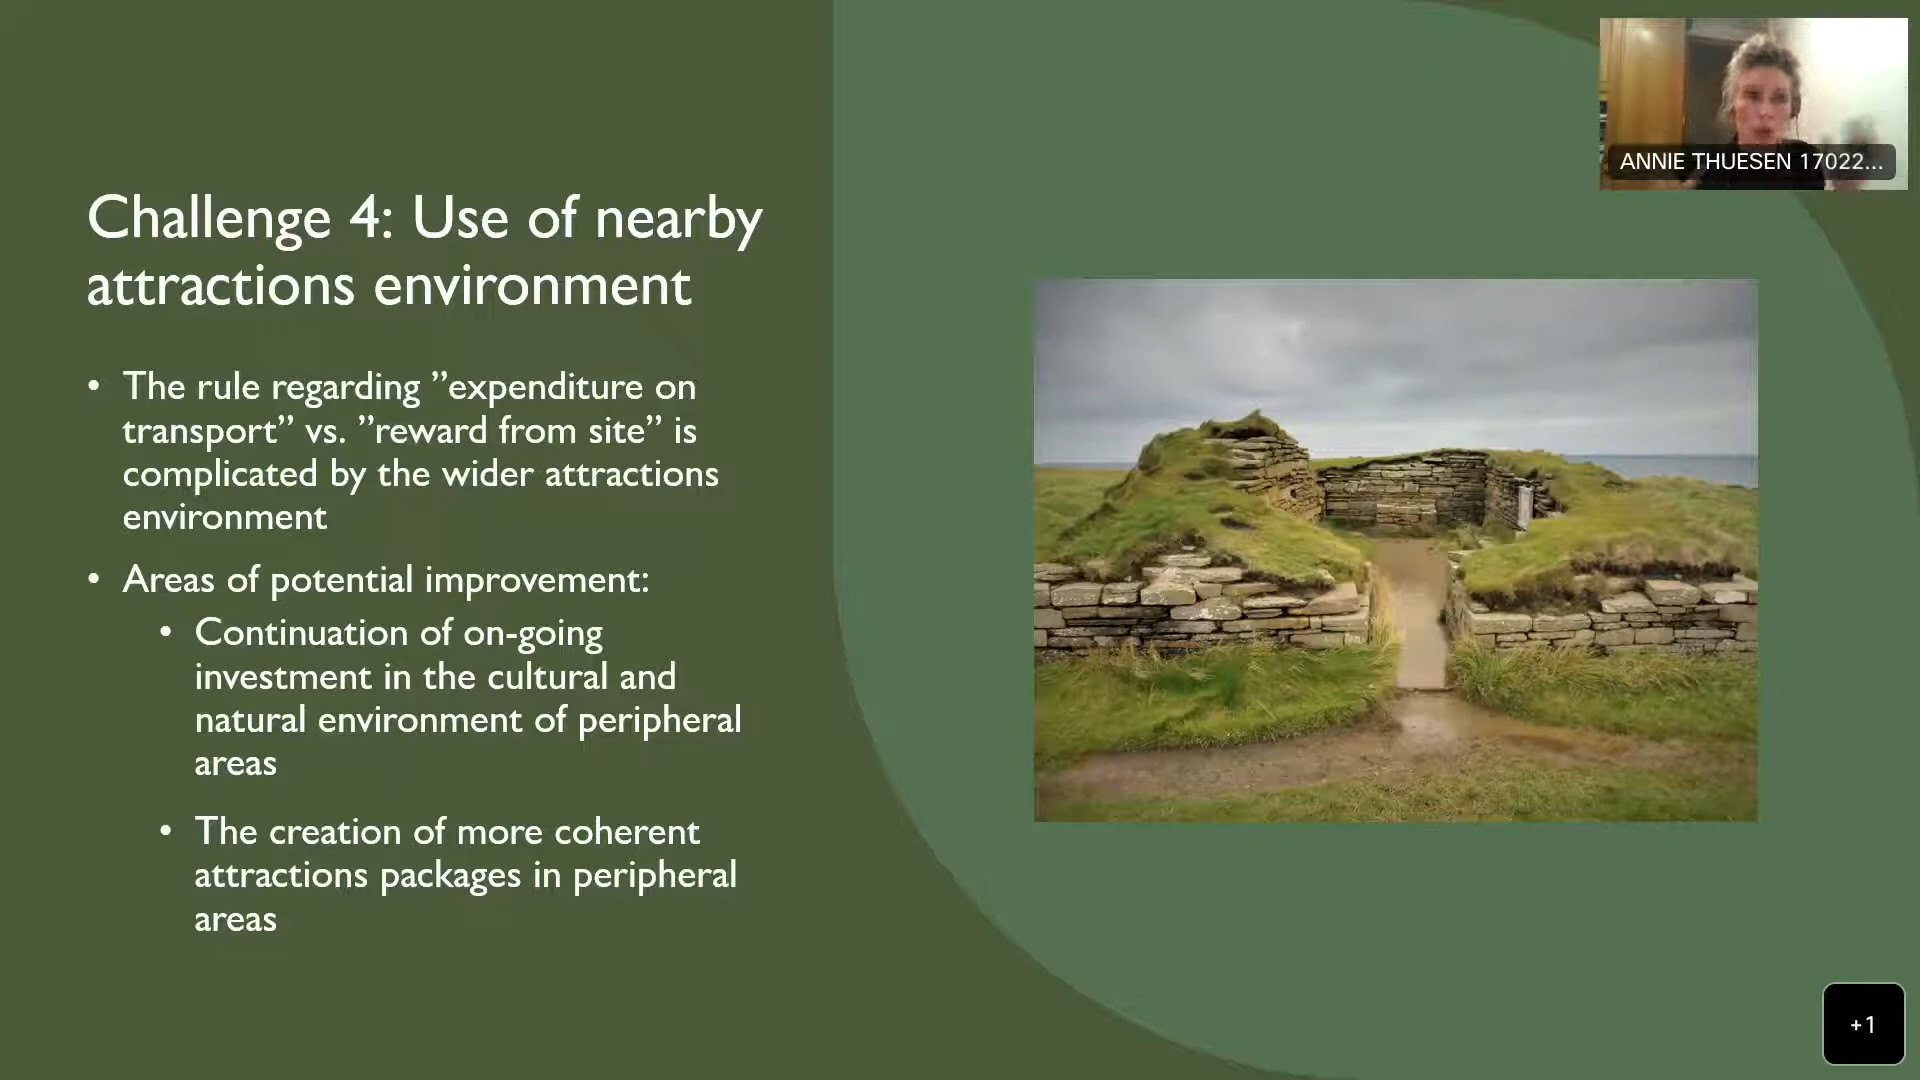 ANNIE THUESEN 17022...
Challenge 4: Use of nearby
attractions environment
• The rule regarding ”expenditure on
transport” vs. ”reward from site” is
complicated by the wider attractions
environment
• Areas of potential improvement:
• Continuation of on-going
investment in the cultural and
natural environment of peripheral
areas
• The creation of more coherent
attractions packages in peripheral
areas
+1